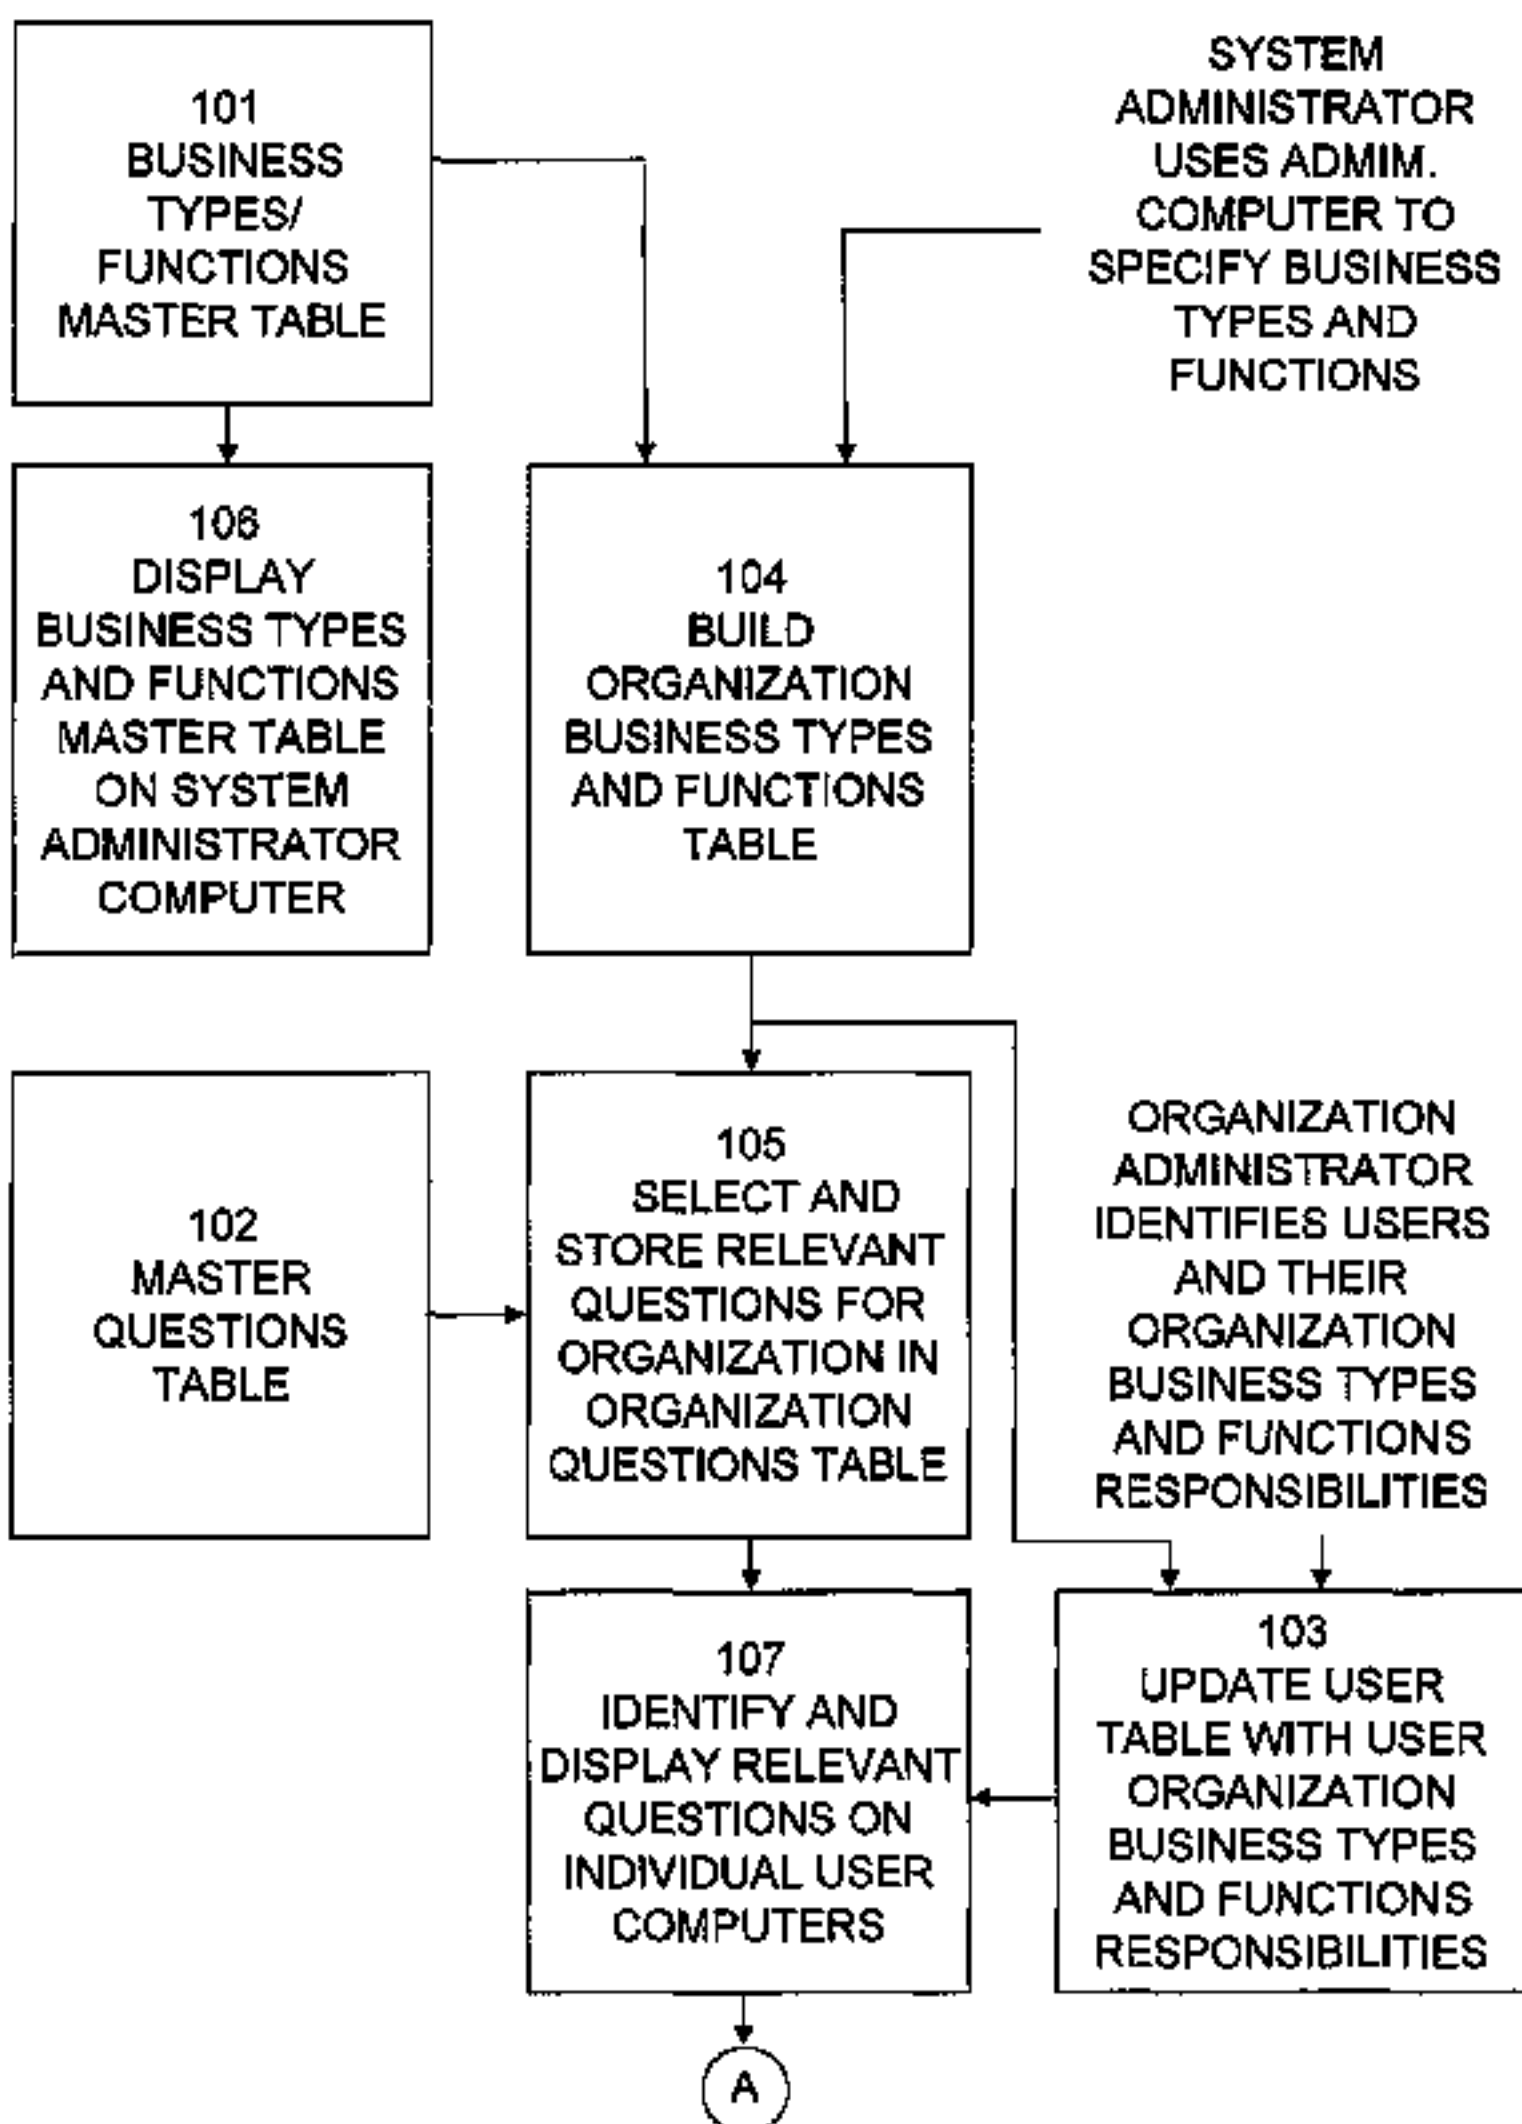 101
BUSINESS
TYPES/
FUNCTIONS
MASTER TABLE
SYSTEM
ADMINISTRATOR
USES ADMIM.
COMPUTER TO
SPECIFY BUSINESS
TYPES AND
FUNCTIONS
106
DISPLAY
BUSINESS TYPES
AND FUNCTIONS
MASTER TABLE
ON SYSTEM
ADMINISTRATOR
COMPUTER
104
BUILD
ORGANIZATION
BUSINESS TYPES
AND FUNCTIONS
TABLE
102
MASTER
QUESTIONS
TABLE
105
SELECT AND
STORE RELEVANT
QUESTIONS FOR
ORGANIZATION IN
ORGANIZATION
QUESTIONS TABLE
ORGANIZATION
ADMINISTRATOR
IDENTIFIES USERS
AND THEIR
ORGANIZATION
BUSINESS TYPES
AND FUNCTIONS
RESPONSIBILITIES
107
IDENTIFY AND
DISPLAY RELEVANT
QUESTIONS ON
INDIVIDUAL USER
COMPUTERS
103
UPDATE USER
TABLE WITH USER
ORGANIZATION
BUSINESS TYPES
AND FUNCTIONS
RESPONSIBILITIES
A